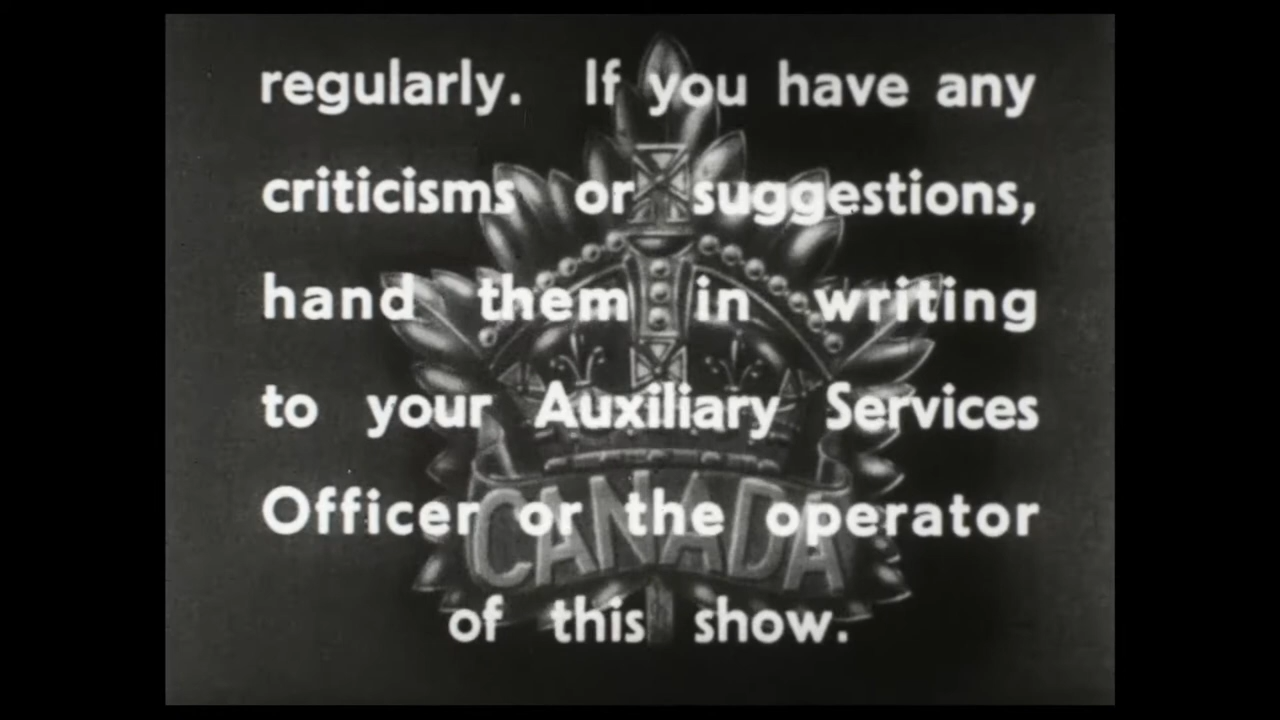 regularly. If you have any
criticisms or suggestions,
hand them in writing
to your Auxiliary Services
Officer or the operator
of this show.
CANADA